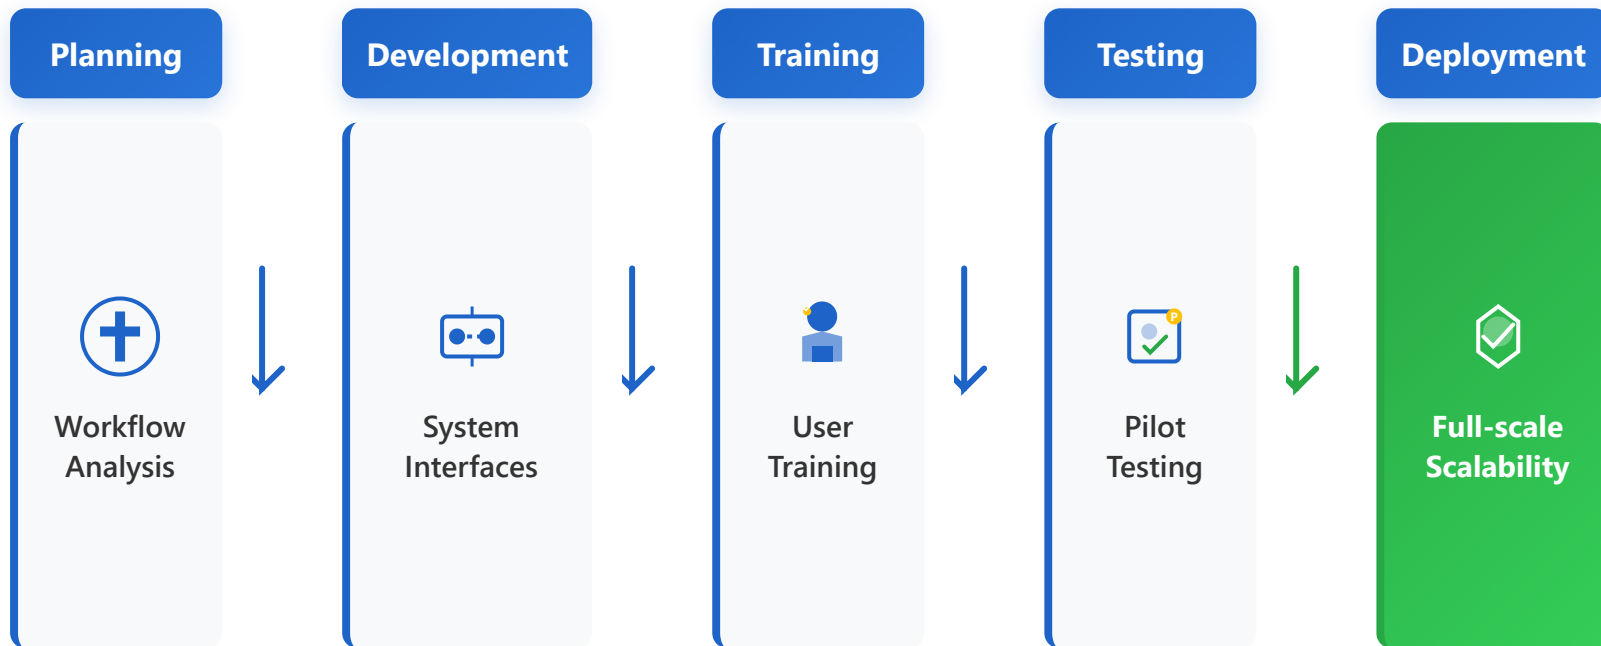 Planning
Development
Training
Testing
Deployment
Workflow
Analysis
System
Interfaces
User
Training
P
Pilot
Testing
Full-scale
Scalability